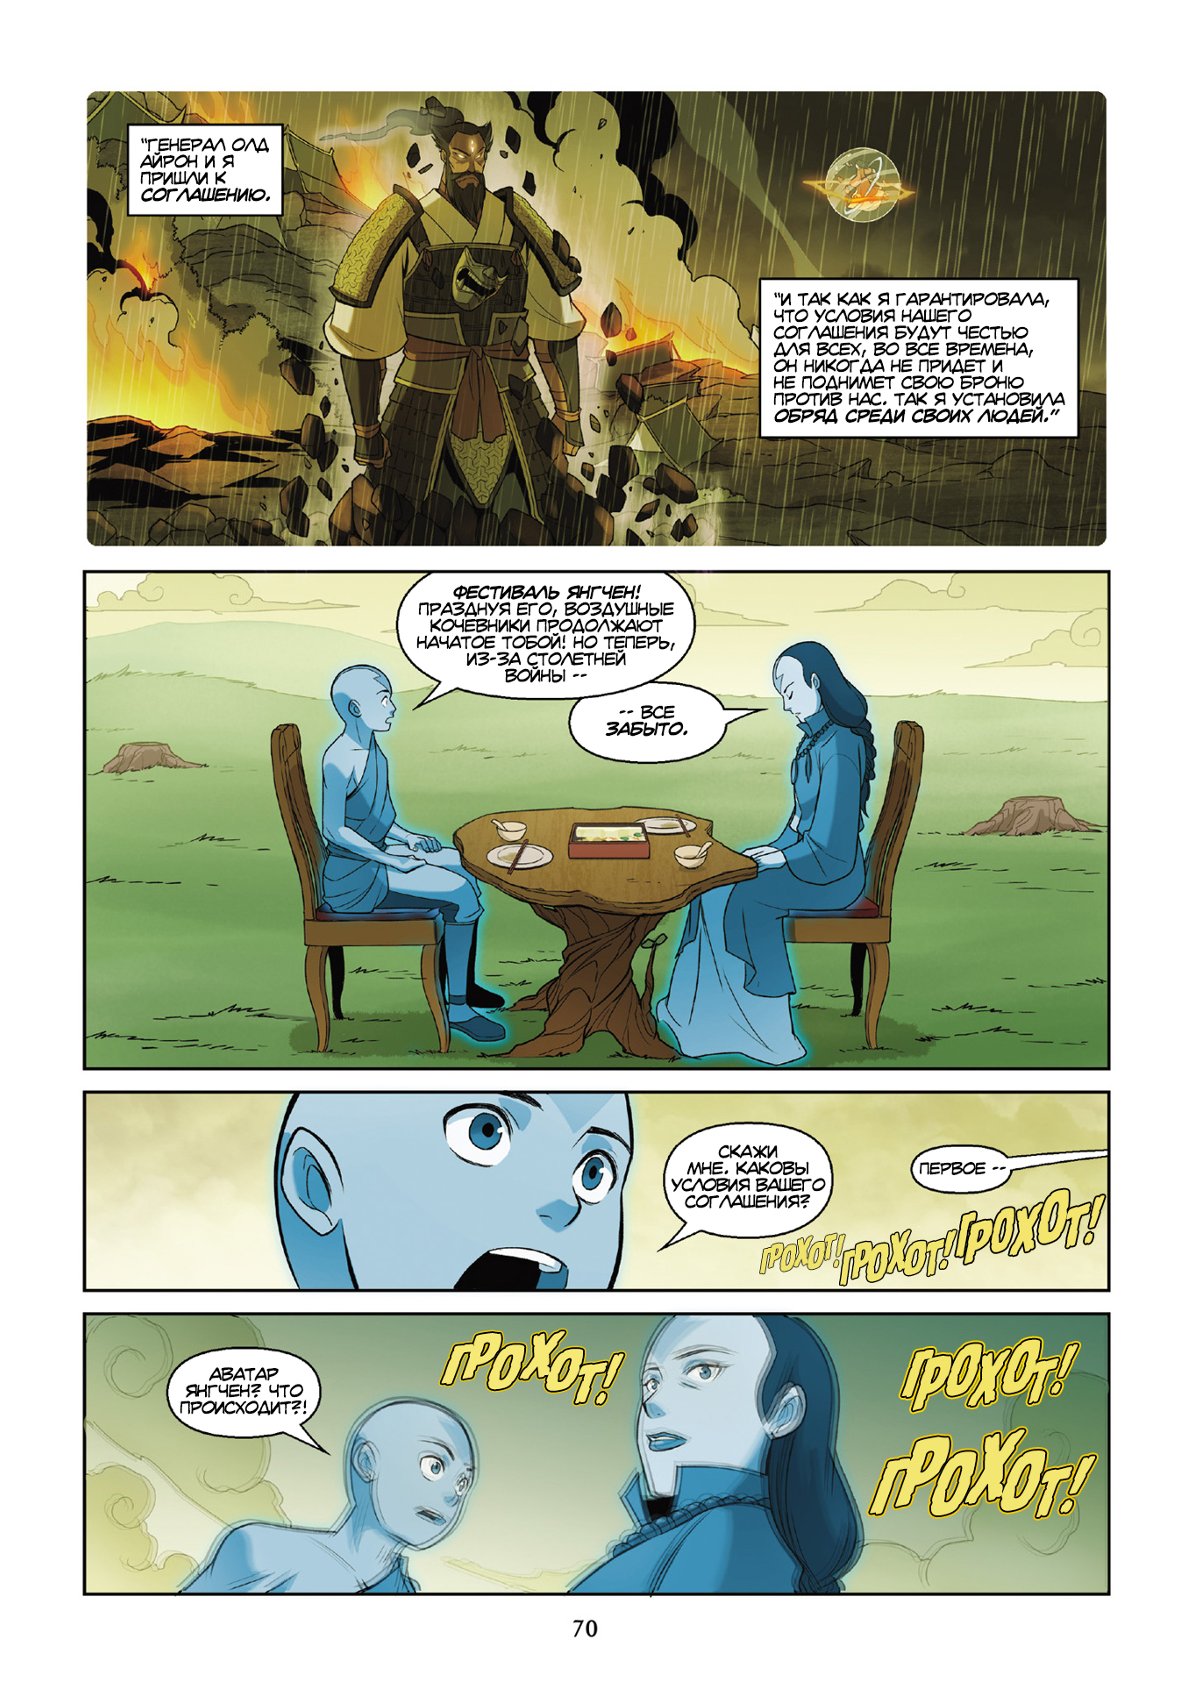 "ГЕНЕРАЛ ОЛД
АЙРОН И Я
ПРИШЛИ К
СОГЛАШЕНИЮ.
"И ТАК КАК Я ГАРАНТИРОВАЛА,
ЧТО УСЛОВИЯ НАШЕГО
СОГЛАШЕНИЯ БУДУТ ЧЕСТЬЮ
ДЛЯ ВСЕХ, ВО ВСЕ ВРЕМЕНА,
ОН НИКОГДА НЕ ПРИДЕТ И
НЕ ПОДНИМЕТ СВОЮ БРОНЮ
ПРОТИВ НАС. ТАК Я УСТАНОВИЛА
ОБРЯД СРЕДИ СВОИХ ЛЮДЕЙ."
ФЕСТИВАЛЬ ЯНГЧЕН!
ПРАЗДНУЯ ЕГО, ВОЗДУШНЫЕ
КОЧЕВНИКИ ПРОДОЛЖАЮТ
НАЧАТОЕ ТОБОЙ! НО ТЕПЕРЬ,
ИЗ-ЗА СТОЛЕТНЕЙ
ВОЙНЫ --
-- ВСЕ
ЗАБЫТО.
СКАЖИ
МНЕ. КАКОВЫ
УСЛОВИЯ ВАШЕГО
СОГЛАШЕНИЯ?
ПЕРВОЕ --
ГРОХОТ! ГРОХОТ! ГРОХОТ!
АВАТАР
ЯНГЧЕН? ЧТО
ПРОИСХОДИТ?!
ГРОХОТ!
ГРОХОТ!
ГРОХОТ!
70